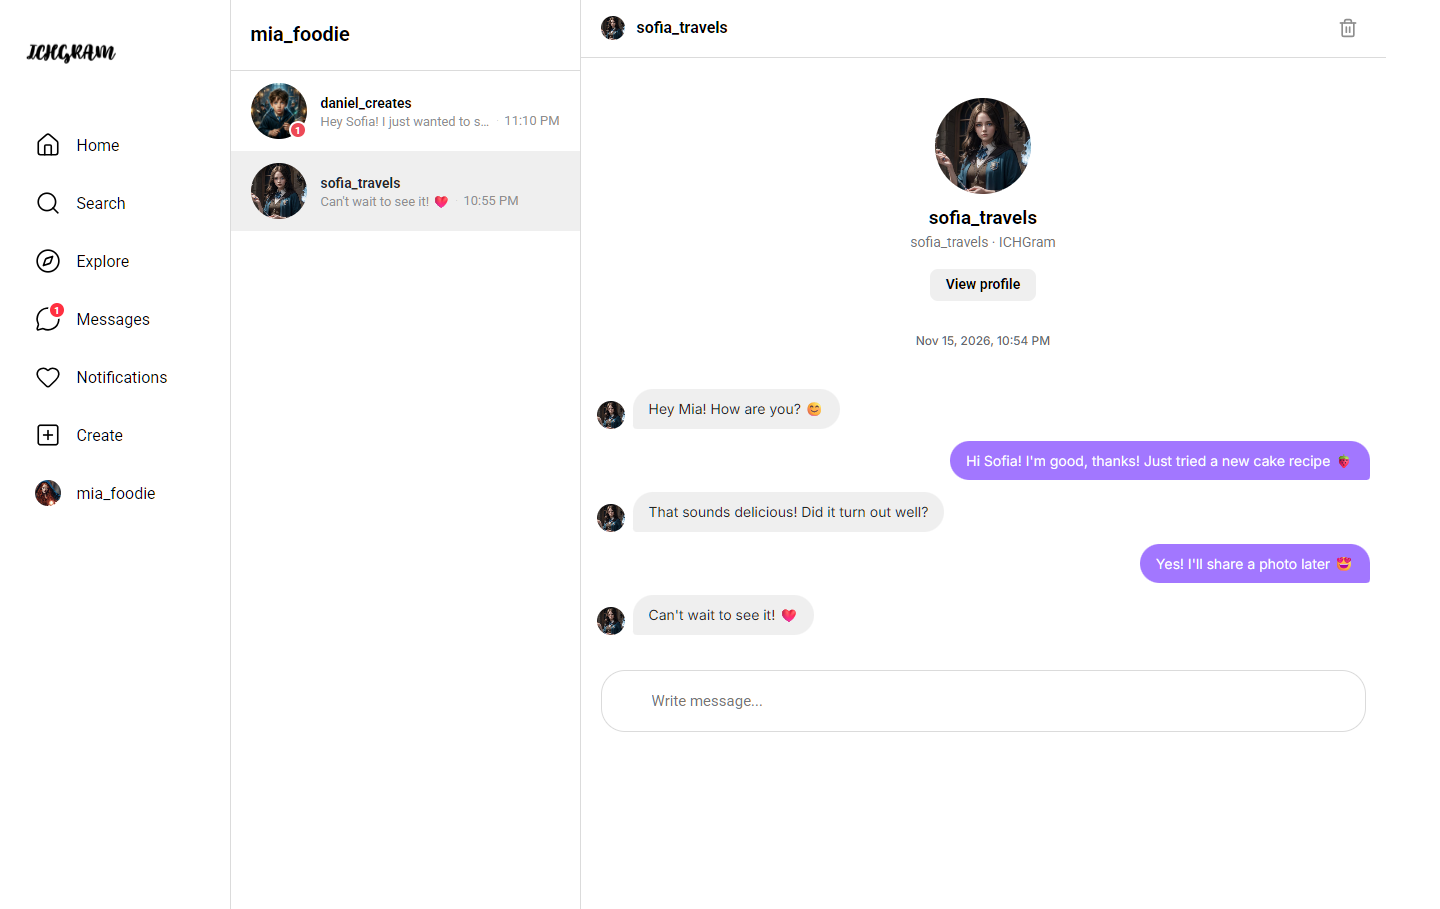 ICHGRAM
Home
Search
Explore
1
Messages
Notifications
Create
mia_foodie
mia_foodie
daniel_creates
1
Hey Sofia! I just wanted to s... · 11:10 PM
sofia_travels
Can't wait to see it! ❤️ · 10:55 PM
sofia_travels
sofia_travels
sofia_travels · ICHGram
View profile
Nov 15, 2026, 10:54 PM
Hey Mia! How are you? 😊
Hi Sofia! I'm good, thanks! Just tried a new cake recipe 🍓
That sounds delicious! Did it turn out well?
Yes! I'll share a photo later 😍
Can't wait to see it! ❤️
Write message...